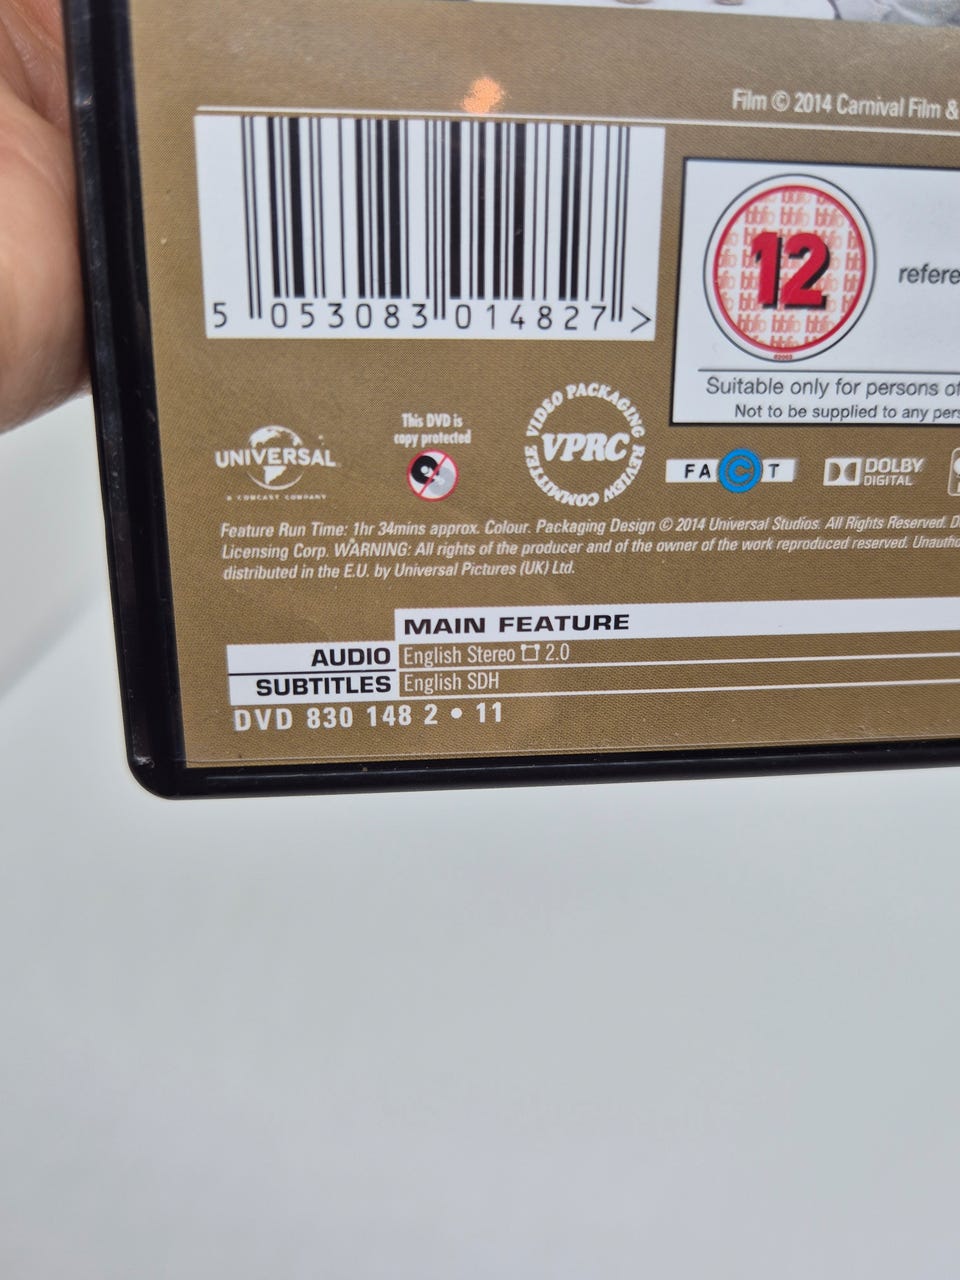 Film © 2014 Carnival Film &
5 053083 014827 >
12
refere
Suitable only for persons of
Not to be supplied to any pers
UNIVERSAL
A COMCAST COMPANY
This DVD is
copy protected
VIDEO PACKAGING REVIEW COMMITTEE
VPRC
FACT
DOLBY
DIGITAL
Feature Run Time: 1hr 34mins approx. Colour. Packaging Design © 2014 Universal Studios. All Rights Reserved. D
Licensing Corp. WARNING: All rights of the producer and of the owner of the work reproduced reserved. Unautho
distributed in the E.U. by Universal Pictures (UK) Ltd.
MAIN FEATURE
AUDIO English Stereo 2.0
SUBTITLES English SDH
DVD 830 148 2 • 11